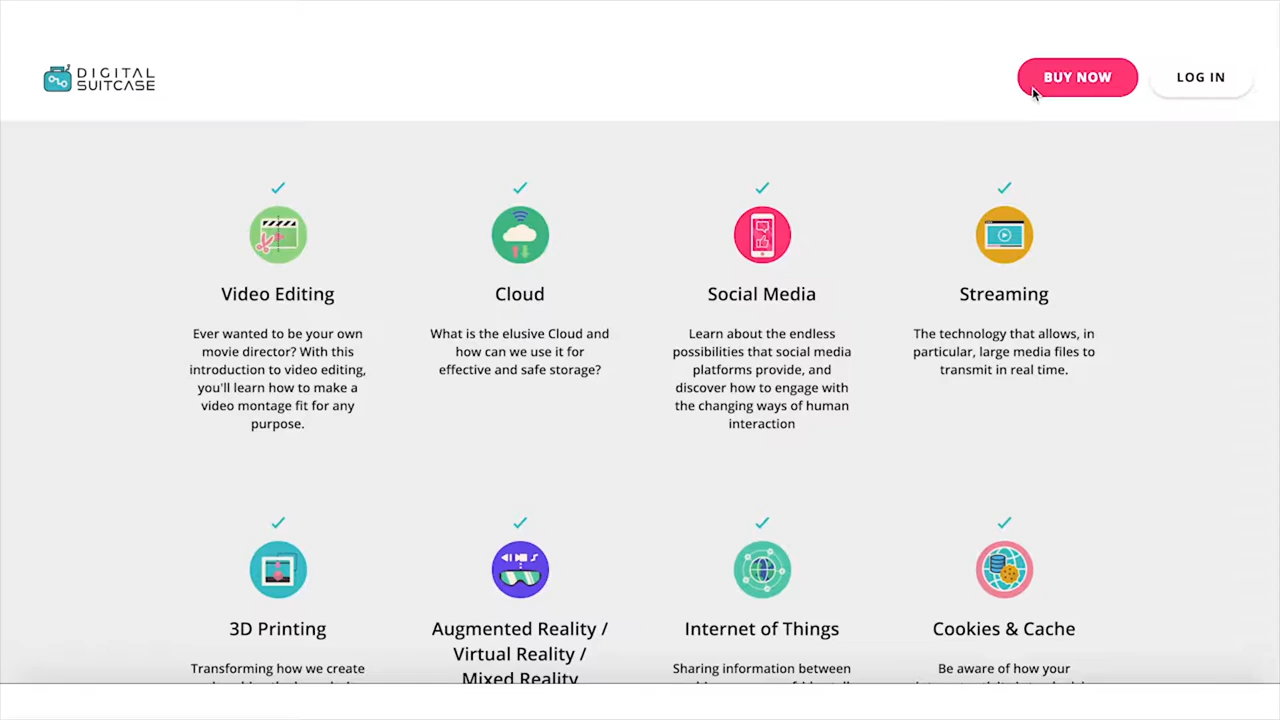 DIGITAL
SUITCASE
BUY NOW
LOG IN
Video Editing
Ever wanted to be your own
movie director? With this
introduction to video editing,
you'll learn how to make a
video montage fit for any
purpose.
Cloud
What is the elusive Cloud and
how can we use it for
effective and safe storage?
Social Media
Learn about the endless
possibilities that social media
platforms provide, and
discover how to engage with
the changing ways of human
interaction
Streaming
The technology that allows, in
particular, large media files to
transmit in real time.
3D Printing
Transforming how we create
Augmented Reality /
Virtual Reality /
Mixed Reality
Internet of Things
Sharing information between
Cookies & Cache
Be aware of how your